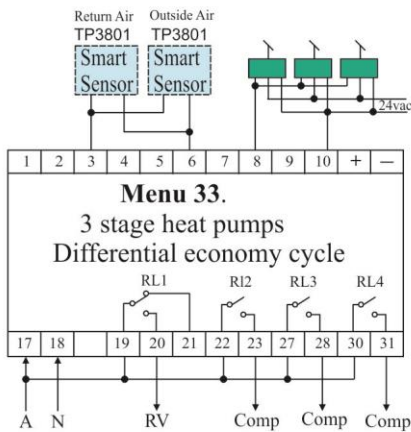 Return Air Outside Air
TP3801 TP3801
Smart Smart
Sensor Sensor
24vac
1 2 3 4 5 6 7 8 9 10 + —
Menu 33.
3 stage heat pumps
Differential economy cycle
RL1 Rl2 RL3 RL4
17 18 19 20 21 22 23 27 28 30 31
A N RV Comp Comp Comp